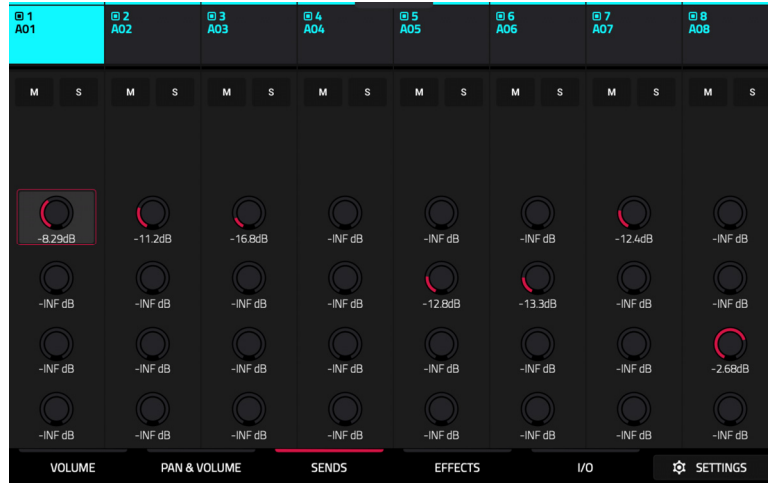 1 2 3 4 5 6 7 8
A01 A02 A03 A04 A05 A06 A07 A08
M S M S M S M S M S M S M S M S
-8.29dB -11.2dB -16.8dB -INF dB -INF dB -INF dB -12.4dB -INF dB
-INF dB -INF dB -INF dB -INF dB -12.8dB -13.3dB -INF dB -INF dB
-INF dB -INF dB -INF dB -INF dB -INF dB -INF dB -INF dB -2.68dB
-INF dB -INF dB -INF dB -INF dB -INF dB -INF dB -INF dB -INF dB
VOLUME PAN & VOLUME SENDS EFFECTS I/O SETTINGS